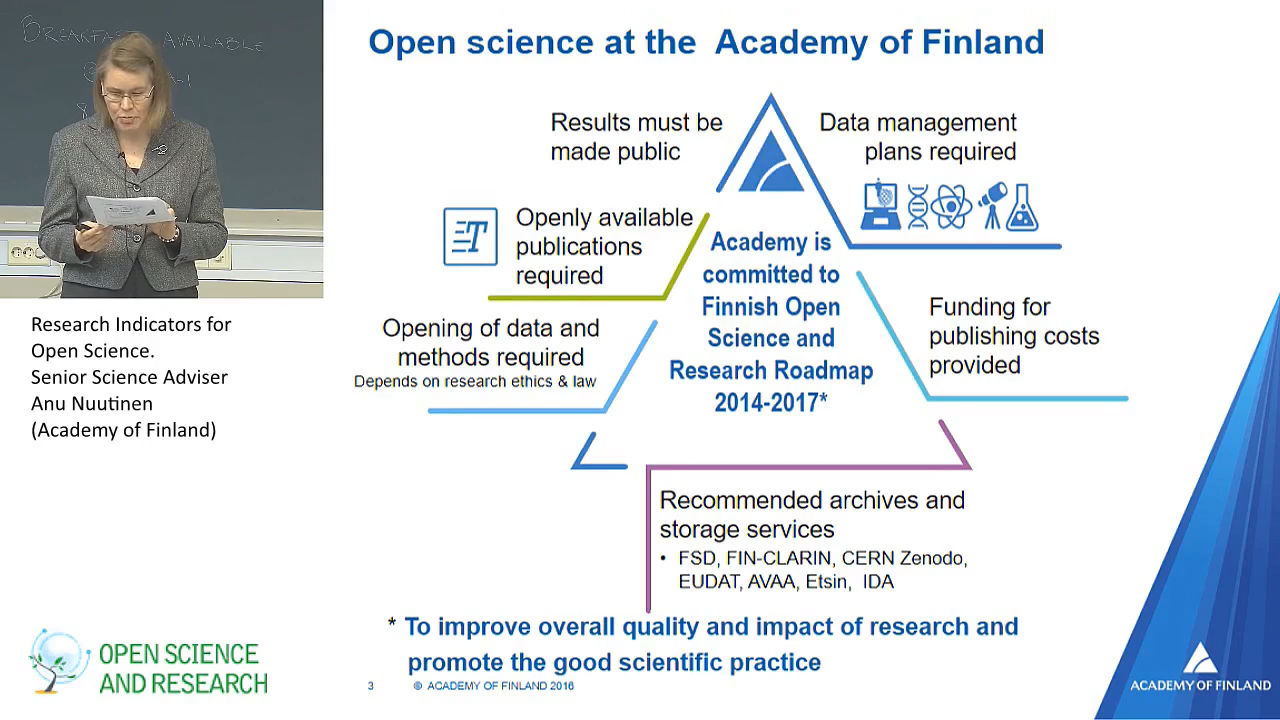 BREAKFAST AVAILABLE
Research Indicators for
Open Science.
Senior Science Adviser
Anu Nuutinen
(Academy of Finland)
OPEN SCIENCE
AND RESEARCH
Open science at the Academy of Finland
Results must be
made public
Data management
plans required
T
Openly available
publications
required
Academy is
committed to
Finnish Open
Science and
Research Roadmap
2014-2017*
Opening of data and
methods required
Depends on research ethics & law
Funding for
publishing costs
provided
Recommended archives and
storage services
• FSD, FIN-CLARIN, CERN Zenodo,
EUDAT, AVAA, Etsin, IDA
* To improve overall quality and impact of research and
promote the good scientific practice
3 © ACADEMY OF FINLAND 2016
ACADEMY OF FINLAND